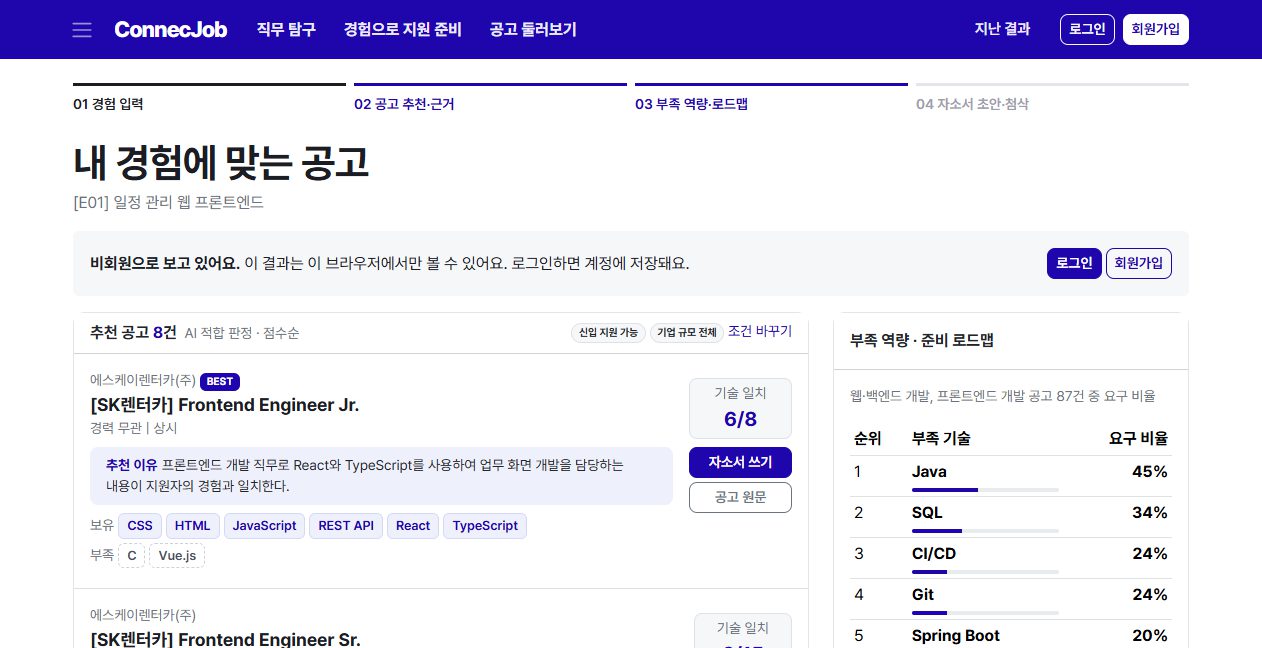 ConnecJob 직무 탐구 경험으로 지원 준비 공고 둘러보기 지난 결과 로그인 회원가입
01 경험 입력 02 공고 추천·근거 03 부족 역량·로드맵 04 자소서 초안·첨삭
내 경험에 맞는 공고
[E01] 일정 관리 웹 프론트엔드
비회원으로 보고 있어요. 이 결과는 이 브라우저에서만 볼 수 있어요. 로그인하면 계정에 저장돼요. 로그인 회원가입
추천 공고 8건 AI 적합 판정 · 점수순 신입 지원 가능 기업 규모 전체 조건 바꾸기
에스케이렌터카(주) BEST
[SK렌터카] Frontend Engineer Jr.
경력 무관 | 상시
추천 이유 프론트엔드 개발 직무로 React와 TypeScript를 사용하여 업무 화면 개발을 담당하는
내용이 지원자의 경험과 일치한다.
보유 CSS HTML JavaScript REST API React TypeScript
부족 C Vue.js
기술 일치
6/8
자소서 쓰기
공고 원문
에스케이렌터카(주)
[SK렌터카] Frontend Engineer Sr.
기술 일치
부족 역량 · 준비 로드맵
웹·백엔드 개발, 프론트엔드 개발 공고 87건 중 요구 비율
순위 부족 기술 요구 비율
1 Java 45%
2 SQL 34%
3 CI/CD 24%
4 Git 24%
5 Spring Boot 20%